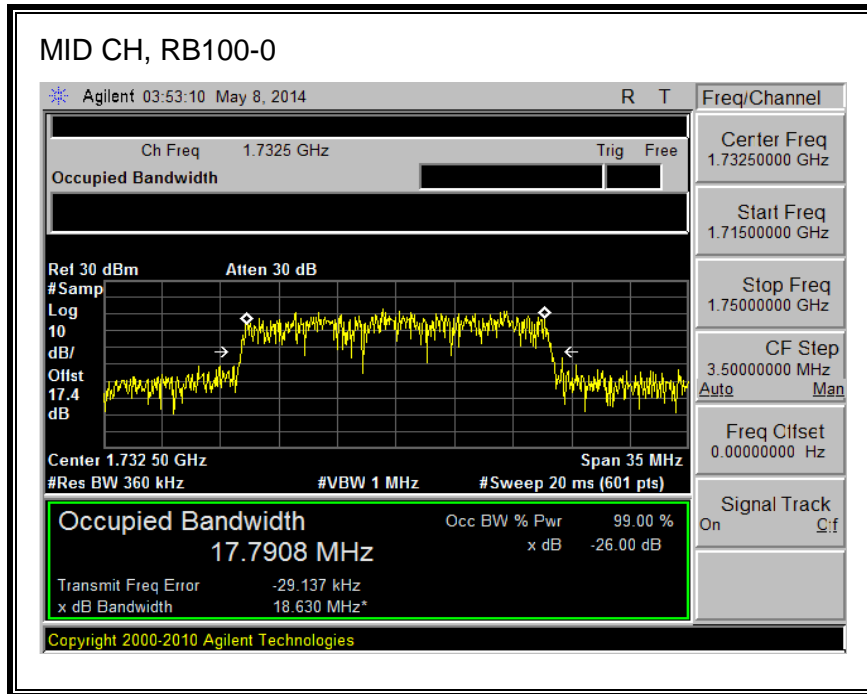 MID CH, RB100-0
Agilent 03:53:10 May 8, 2014 R T
Freq/Channel
Ch Freq 1.7325 GHz Trig Free
Occupied Bandwidth
Center Freq
1.73250000 GHz
Start Freq
1.71500000 GHz
Stop Freq
1.75000000 GHz
CF Step
3.50000000 MHz
Auto Man
Freq Offset
0.00000000 Hz
Signal Track
On Off
Ref 30 dBm Atten 30 dB
#Samp
Log
10
dB/
Offst
17.4
dB
Center 1.732 50 GHz Span 35 MHz
#Res BW 360 kHz #VBW 1 MHz #Sweep 20 ms (601 pts)
Occupied Bandwidth
17.7908 MHz
Occ BW % Pwr 99.00 %
x dB -26.00 dB
Transmit Freq Error -29.137 kHz
x dB Bandwidth 18.630 MHz*
Copyright 2000-2010 Agilent Technologies